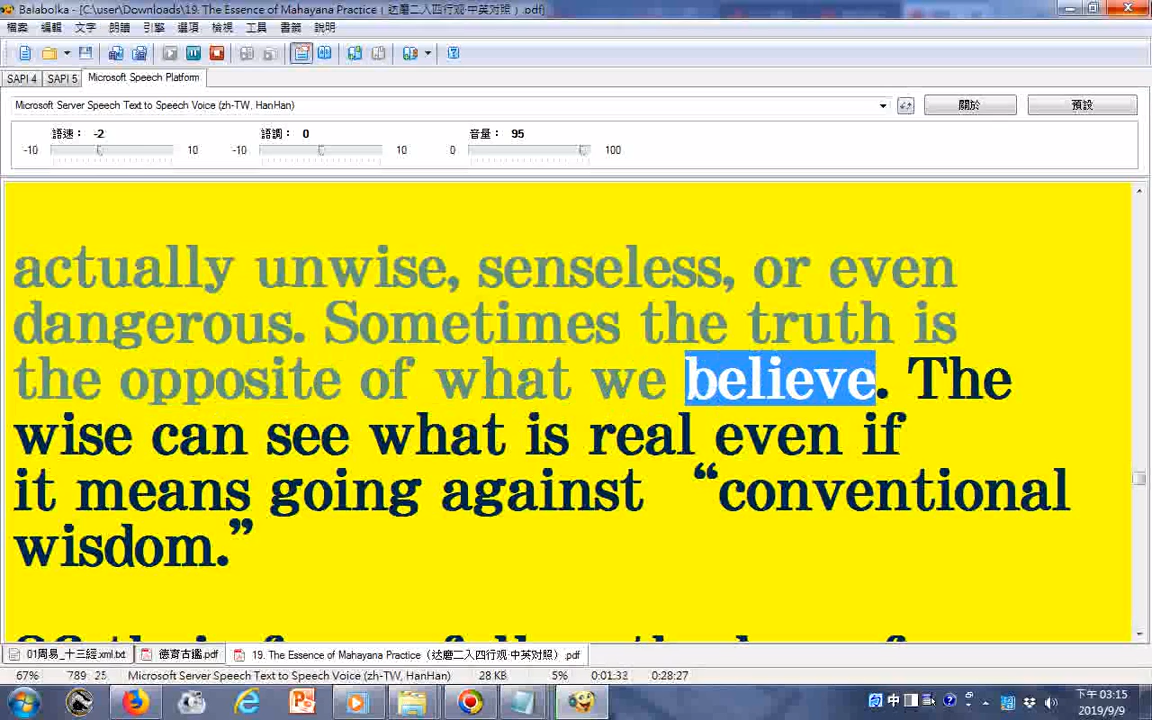 Balabolka - [C:\user\Downloads\19. The Essence of Mahayana Practice（达磨二入四行观·中英对照）.pdf]
檔案 編輯 文字 朗讀 引擎 選項 檢視 工具 書籤 說明
SAPI 4 SAPI 5 Microsoft Speech Platform
Microsoft Server Speech Text to Speech Voice (zh-TW, HanHan) 關於 預設
語速： -2 語調： 0 音量： 95
-10 10 -10 10 0 100
actually unwise, senseless, or even
dangerous. Sometimes the truth is
the opposite of what we believe. The
wise can see what is real even if
it means going against “conventional
wisdom.”
01周易_十三經.xml.txt 德育古鑑.pdf 19. The Essence of Mahayana Practice（达磨二入四行观·中英对照）.pdf
67% 789 25 Microsoft Server Speech Text to Speech Voice (zh-TW, HanHan) 28 KB 5% 0:01:32 0:28:27
中 下午 03:15
2019/9/9